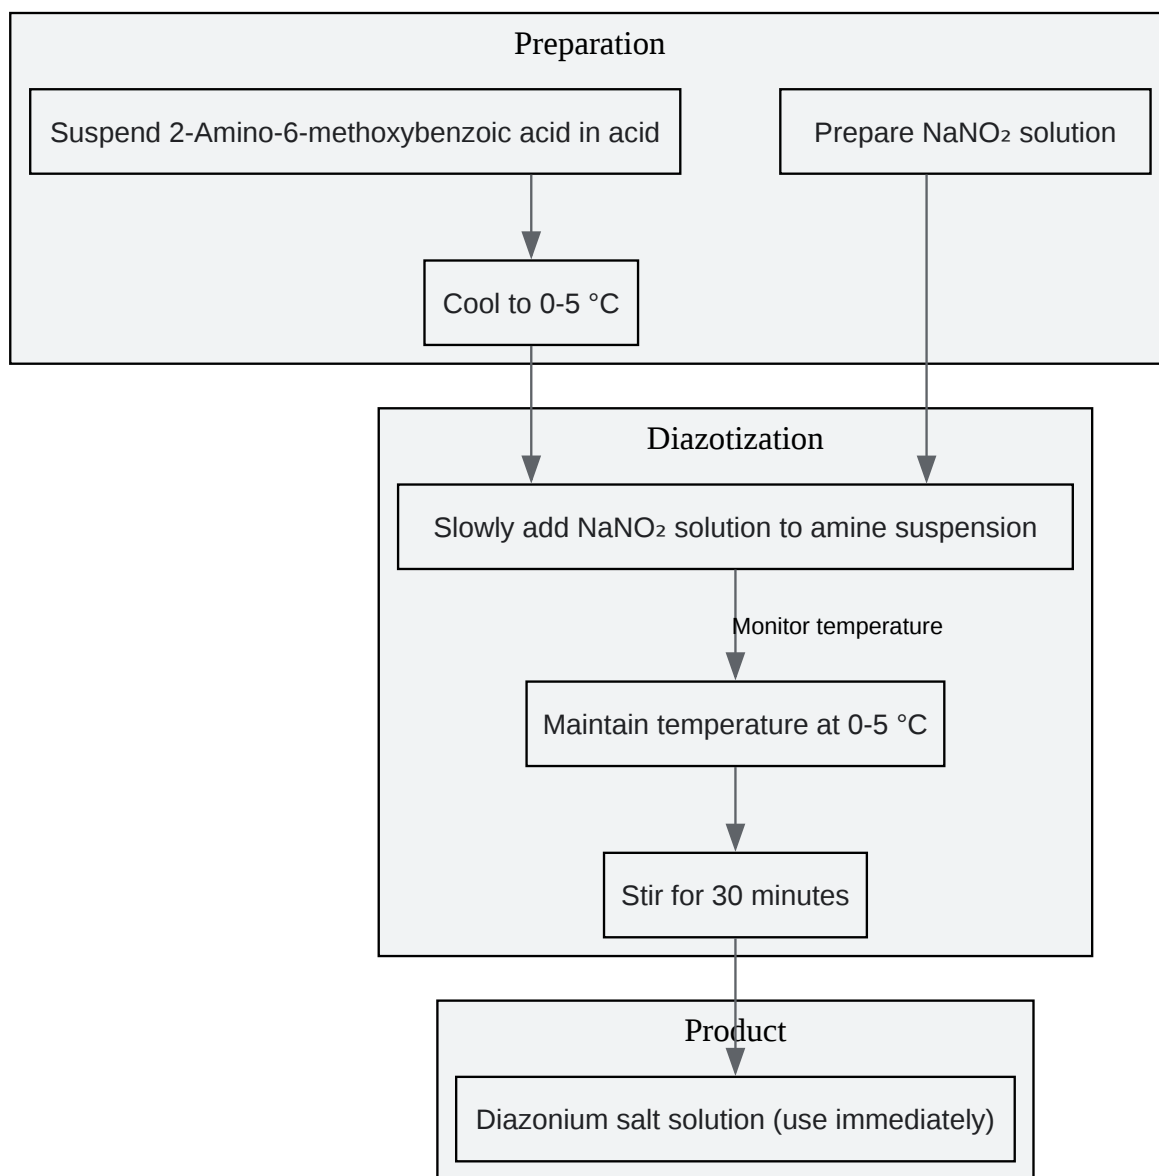 Preparation
Suspend 2-Amino-6-methoxybenzoic acid in acid
Prepare NaNO₂ solution
Cool to 0-5 °C
Diazotization
Slowly add NaNO₂ solution to amine suspension
Monitor temperature
Maintain temperature at 0-5 °C
Stir for 30 minutes
Product
Diazonium salt solution (use immediately)